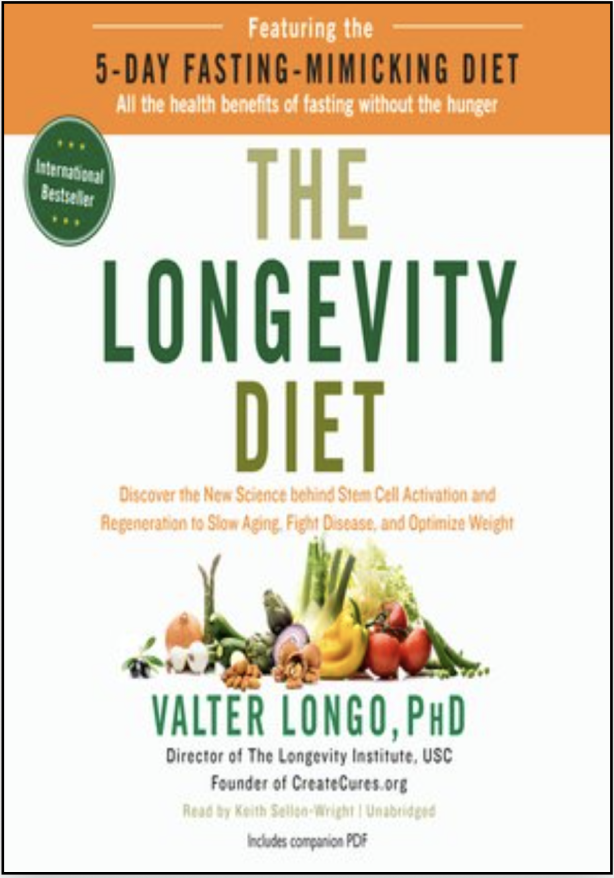 Featuring the
5-DAY FASTING-MIMICKING DIET
All the health benefits of fasting without the hunger
International
Bestseller
THE
LONGEVITY
DIET
Discover the New Science behind Stem Cell Activation and
Regeneration to Slow Aging, Fight Disease, and Optimize Weight
VALTER LONGO, PHD
Director of The Longevity Institute, USC
Founder of CreateCures.org
Read by Keith Sellon-Wright | Unabridged
Includes companion PDF